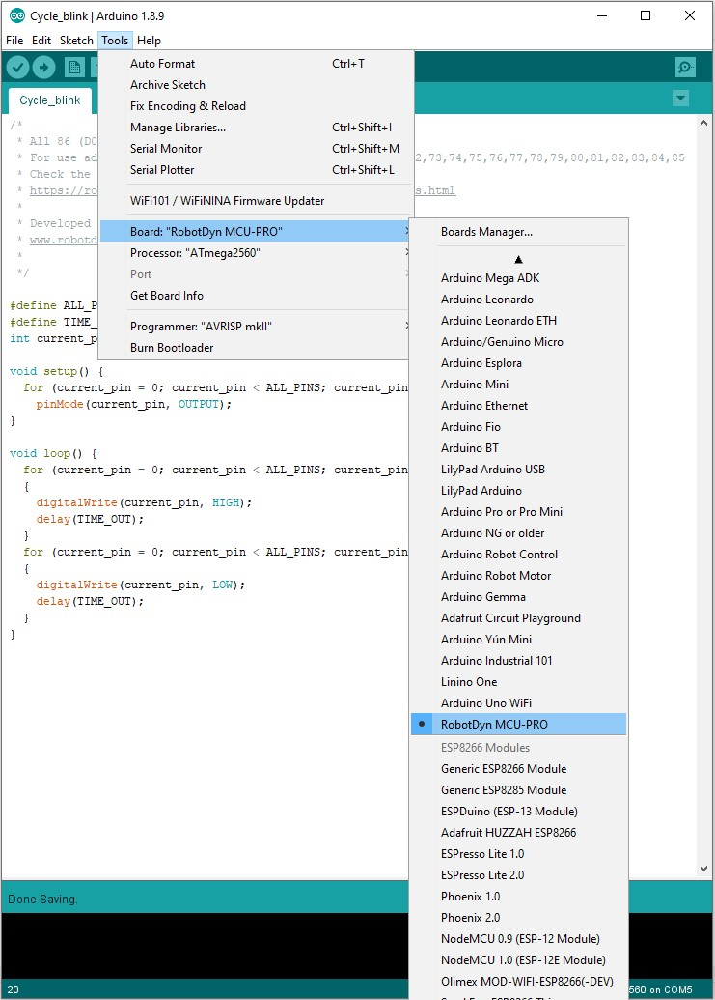 Cycle_blink | Arduino 1.8.9
File Edit Sketch Tools Help
Cycle_blink
Auto Format Ctrl+T
Archive Sketch
Fix Encoding & Reload
Manage Libraries... Ctrl+Shift+I
Serial Monitor Ctrl+Shift+M
Serial Plotter Ctrl+Shift+L
WiFi101 / WiFiNINA Firmware Updater
Board: "RobotDyn MCU-PRO"
Processor: "ATmega2560"
Port
Get Board Info
Programmer: "AVRISP mkII"
Burn Bootloader
Boards Manager...
Arduino Mega ADK
Arduino Leonardo
Arduino Leonardo ETH
Arduino/Genuino Micro
Arduino Esplora
Arduino Mini
Arduino Ethernet
Arduino Fio
Arduino BT
LilyPad Arduino USB
LilyPad Arduino
Arduino Pro or Pro Mini
Arduino NG or older
Arduino Robot Control
Arduino Robot Motor
Arduino Gemma
Adafruit Circuit Playground
Arduino Yún Mini
Arduino Industrial 101
Linino One
Arduino Uno WiFi
RobotDyn MCU-PRO
ESP8266 Modules
Generic ESP8266 Module
Generic ESP8285 Module
ESPDuino (ESP-13 Module)
Adafruit HUZZAH ESP8266
ESPresso Lite 1.0
ESPresso Lite 2.0
Phoenix 1.0
Phoenix 2.0
NodeMCU 0.9 (ESP-12 Module)
NodeMCU 1.0 (ESP-12E Module)
Olimex MOD-WIFI-ESP8266(-DEV)
/*
* All 86 (D0
* For use ad 2,73,74,75,76,77,78,79,80,81,82,83,84,85
* Check the
* https://ro s.html
*
* Developed
* www.robotd
*
*/
#define ALL_P
#define TIME_
int current_p
void setup() {
for (current_pin = 0; current_pin < ALL_PINS; current_pin
pinMode(current_pin, OUTPUT);
}
void loop() {
for (current_pin = 0; current_pin < ALL_PINS; current_pin
{
digitalWrite(current_pin, HIGH);
delay(TIME_OUT);
}
for (current_pin = 0; current_pin < ALL_PINS; current_pin
{
digitalWrite(current_pin, LOW);
delay(TIME_OUT);
}
}
Done Saving.
20 560 on COM5